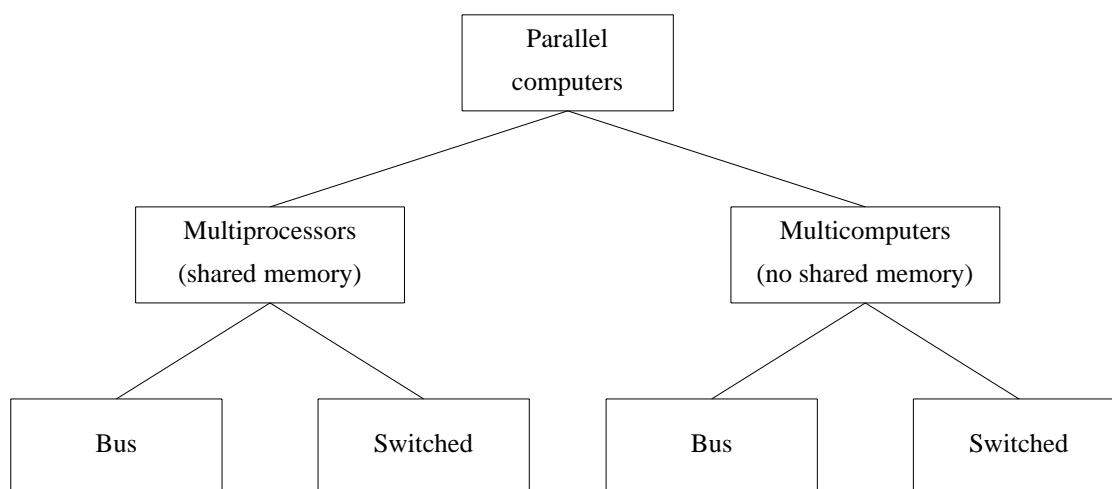 Parallel
computers
Multiprocessors
(shared memory)
Multicomputers
(no shared memory)
Bus
Switched
Bus
Switched